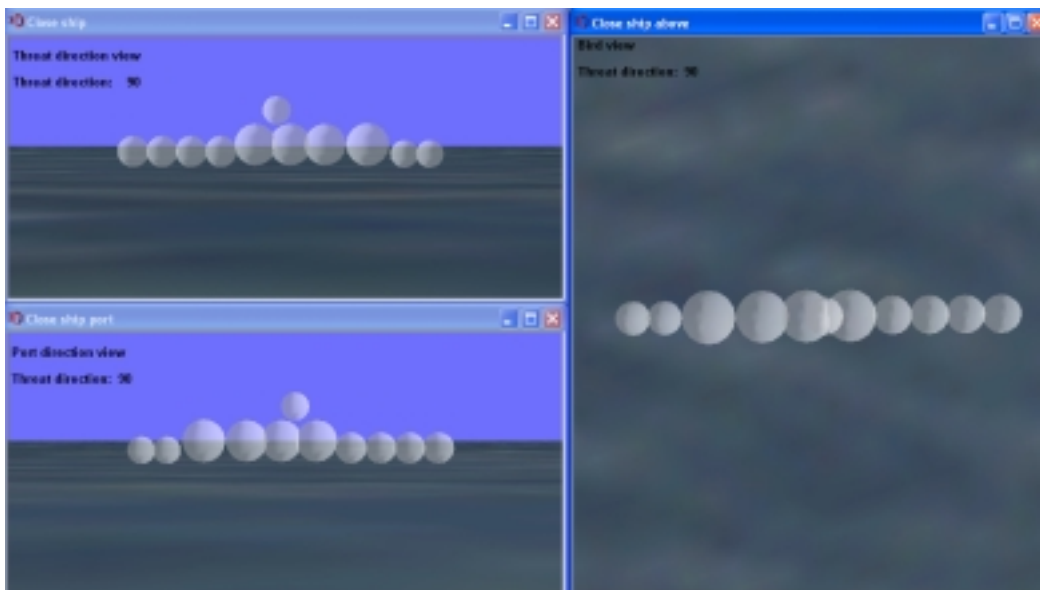 Close ship
Threat direction view
Threat direction: 90
Close ship port
Port direction view
Threat direction: 90
Close ship above
Bird view
Threat direction: 90